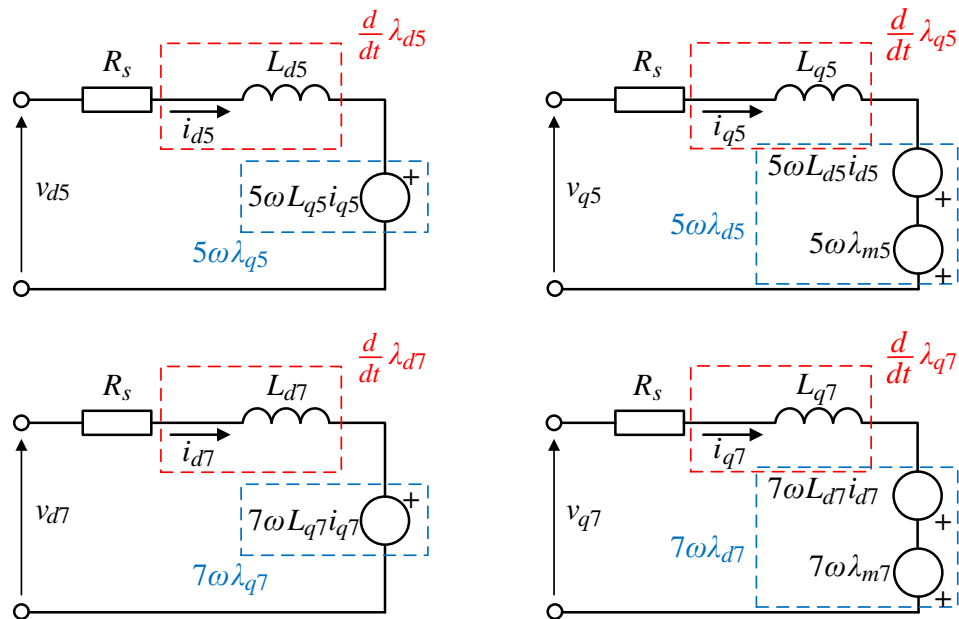 d/dt λd5
Rs
Ld5
id5
+
vd5
5ωLq5iq5
5ωλq5
d/dt λq5
Rs
Lq5
iq5
5ωLd5id5
+
vq5
5ωλd5
5ωλm5
+
d/dt λd7
Rs
Ld7
id7
+
vd7
7ωLq7iq7
7ωλq7
d/dt λq7
Rs
Lq7
iq7
7ωLd7id7
+
vq7
7ωλd7
7ωλm7
+